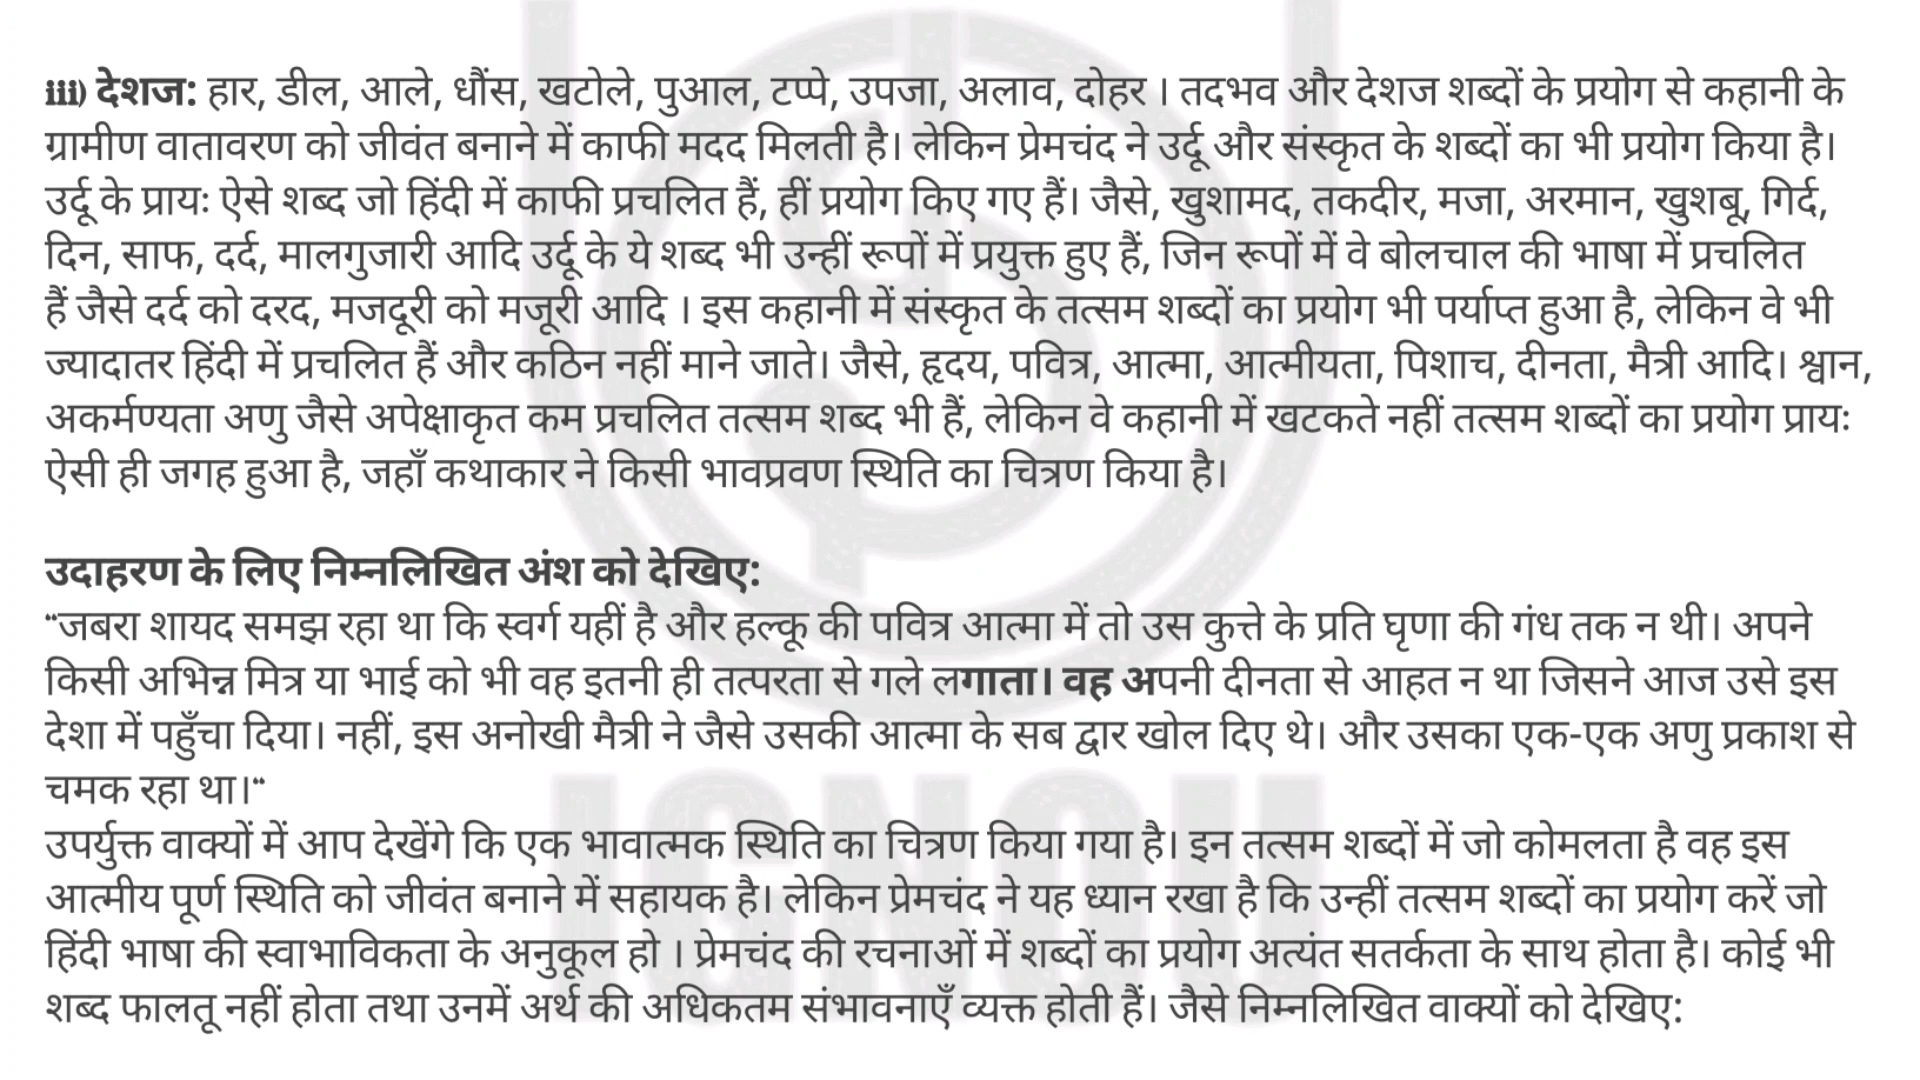 iii) देशज: हार, डील, आले, धौंस, खटोले, पुआल, टप्पे, उपजा, अलाव, दोहर । तदभव और देशज शब्दों के प्रयोग से कहानी के
ग्रामीण वातावरण को जीवंत बनाने में काफी मदद मिलती है। लेकिन प्रेमचंद ने उर्दू और संस्कृत के शब्दों का भी प्रयोग किया है।
उर्दू के प्रायः ऐसे शब्द जो हिंदी में काफी प्रचलित हैं, हीं प्रयोग किए गए हैं। जैसे, खुशामद, तकदीर, मजा, अरमान, खुशबू, गिर्द,
दिन, साफ, दर्द, मालगुजारी आदि उर्दू के ये शब्द भी उन्हीं रूपों में प्रयुक्त हुए हैं, जिन रूपों में वे बोलचाल की भाषा में प्रचलित
हैं जैसे दर्द को दरद, मजदूरी को मजूरी आदि । इस कहानी में संस्कृत के तत्सम शब्दों का प्रयोग भी पर्याप्त हुआ है, लेकिन वे भी
ज्यादातर हिंदी में प्रचलित हैं और कठिन नहीं माने जाते। जैसे, हृदय, पवित्र, आत्मा, आत्मीयता, पिशाच, दीनता, मैत्री आदि। श्वान,
अकर्मण्यता अणु जैसे अपेक्षाकृत कम प्रचलित तत्सम शब्द भी हैं, लेकिन वे कहानी में खटकते नहीं तत्सम शब्दों का प्रयोग प्रायः
ऐसी ही जगह हुआ है, जहाँ कथाकार ने किसी भावप्रवण स्थिति का चित्रण किया है।
उदाहरण के लिए निम्नलिखित अंश को देखिए:
“जबरा शायद समझ रहा था कि स्वर्ग यहीं है और हल्कू की पवित्र आत्मा में तो उस कुत्ते के प्रति घृणा की गंध तक न थी। अपने
किसी अभिन्न मित्र या भाई को भी वह इतनी ही तत्परता से गले लगाता। वह अपनी दीनता से आहत न था जिसने आज उसे इस
देशा में पहुँचा दिया। नहीं, इस अनोखी मैत्री ने जैसे उसकी आत्मा के सब द्वार खोल दिए थे। और उसका एक-एक अणु प्रकाश से
चमक रहा था।“
उपर्युक्त वाक्यों में आप देखेंगे कि एक भावात्मक स्थिति का चित्रण किया गया है। इन तत्सम शब्दों में जो कोमलता है वह इस
आत्मीय पूर्ण स्थिति को जीवंत बनाने में सहायक है। लेकिन प्रेमचंद ने यह ध्यान रखा है कि उन्हीं तत्सम शब्दों का प्रयोग करें जो
हिंदी भाषा की स्वाभाविकता के अनुकूल हो । प्रेमचंद की रचनाओं में शब्दों का प्रयोग अत्यंत सतर्कता के साथ होता है। कोई भी
शब्द फालतू नहीं होता तथा उनमें अर्थ की अधिकतम संभावनाएँ व्यक्त होती हैं। जैसे निम्नलिखित वाक्यों को देखिए:
IGNOU